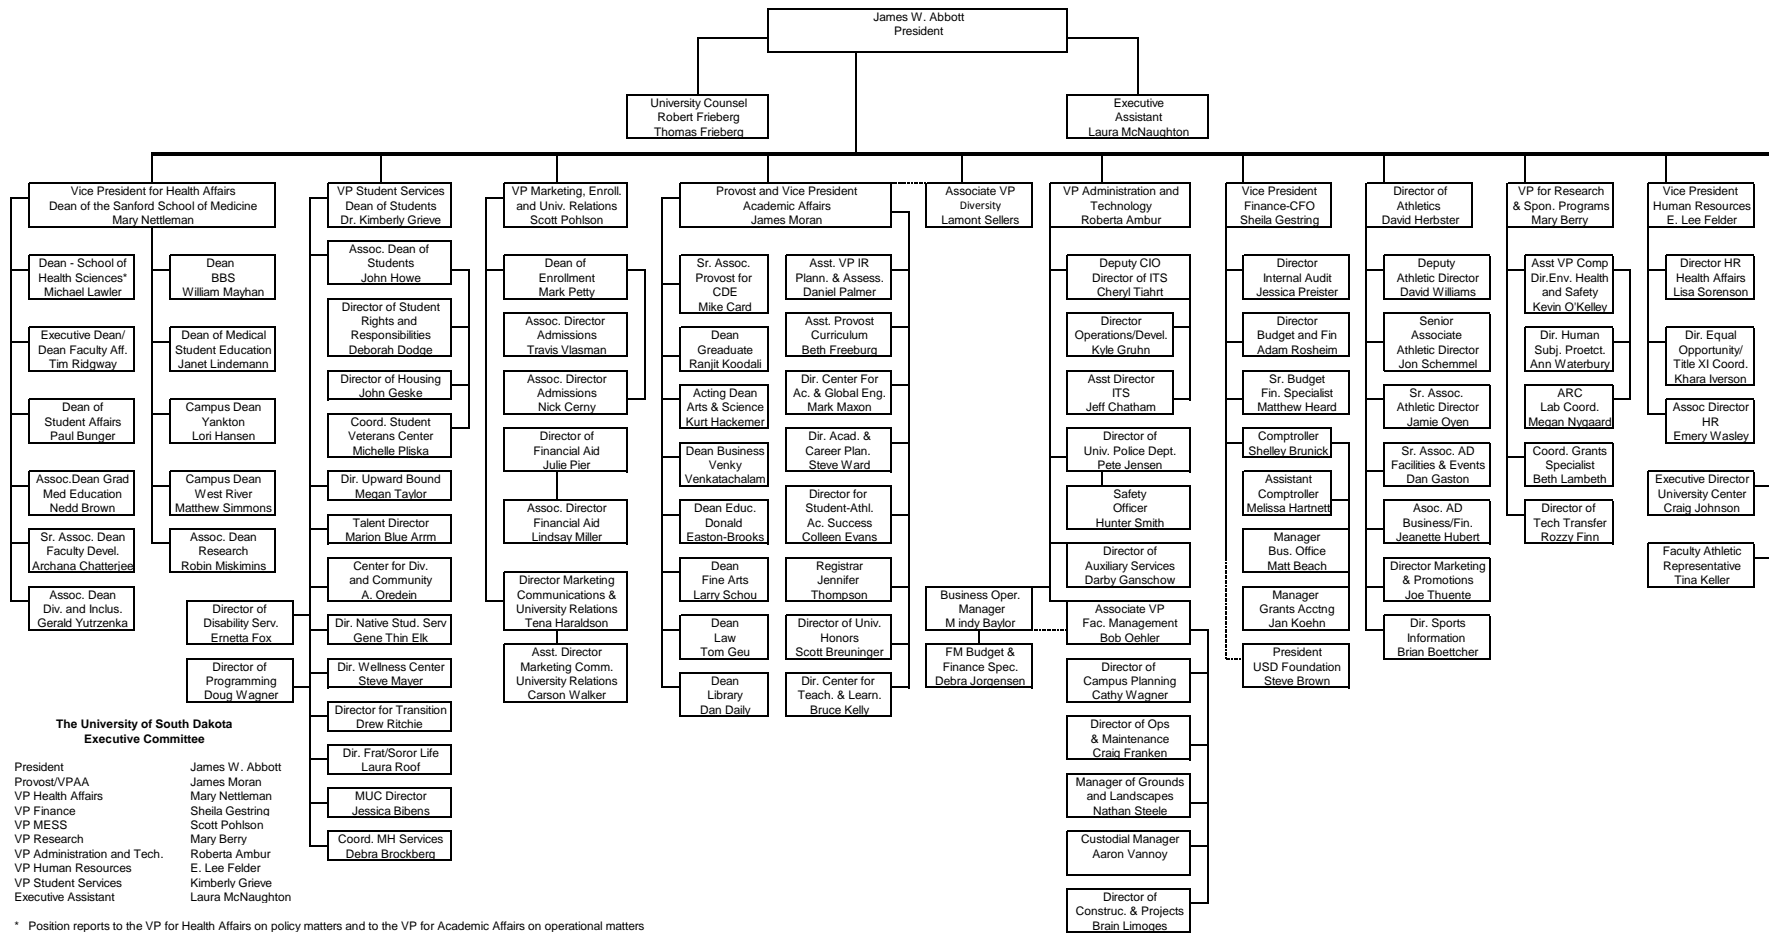 James W. Abbott
President
University Counsel
Robert Frieberg
Thomas Frieberg
Executive
Assistant
Laura McNaughton
Vice President for Health Affairs
Dean of the Sanford School of Medicine
Mary Nettleman
VP Student Services
Dean of Students
Dr. Kimberly Grieve
VP Marketing, Enroll.
and Univ. Relations
Scott Pohlson
Provost and Vice President
Academic Affairs
James Moran
Associate VP
Diversity
Lamont Sellers
VP Administration and
Technology
Roberta Ambur
Vice President
Finance-CFO
Sheila Gestring
Director of
Athletics
David Herbster
VP for Research
& Spon. Programs
Mary Berry
Vice President
Human Resources
E. Lee Felder
Dean - School of
Health Sciences*
Michael Lawler
Executive Dean/
Dean Faculty Aff.
Tim Ridgway
Dean of
Student Affairs
Paul Bunger
Assoc.Dean Grad
Med Education
Nedd Brown
Sr. Assoc. Dean
Faculty Devel.
Archana Chatterjee
Assoc. Dean
Div. and Inclus.
Gerald Yutrzenka
Dean
BBS
William Mayhan
Dean of Medical
Student Education
Janet Lindemann
Campus Dean
Yankton
Lori Hansen
Campus Dean
West River
Matthew Simmons
Assoc. Dean
Research
Robin Miskimins
Assoc. Dean of
Students
John Howe
Director of Student
Rights and
Responsibilities
Deborah Dodge
Director of Housing
John Geske
Coord. Student
Veterans Center
Michelle Pliska
Dir. Upward Bound
Megan Taylor
Talent Director
Marion Blue Arrm
Center for Div.
and Community
A. Oredein
Director of
Disability Serv.
Ernetta Fox
Dir. Native Stud. Serv
Gene Thin Elk
Director of
Programming
Doug Wagner
Dir. Wellness Center
Steve Mayer
Director for Transition
Drew Ritchie
Dir. Frat/Soror Life
Laura Roof
MUC Director
Jessica Bibens
Coord. MH Services
Debra Brockberg
Dean of
Enrollment
Mark Petty
Assoc. Director
Admissions
Travis Vlasman
Assoc. Director
Admissions
Nick Cerny
Director of
Financial Aid
Julie Pier
Assoc. Director
Financial Aid
Lindsay Miller
Director Marketing
Communications &
University Relations
Tena Haraldson
Asst. Director
Marketing Comm.
University Relations
Carson Walker
Sr. Assoc.
Provost for
CDE
Mike Card
Dean
Greaduate
Ranjit Koodali
Acting Dean
Arts & Science
Kurt Hackemer
Dean Business
Venky
Venkatachalam
Dean Educ.
Donald
Easton-Brooks
Dean
Fine Arts
Larry Schou
Dean
Law
Tom Geu
Dean
Library
Dan Daily
Asst. VP IR
Plann. & Assess.
Daniel Palmer
Asst. Provost
Curriculum
Beth Freeburg
Dir. Center For
Ac. & Global Eng.
Mark Maxon
Dir. Acad. &
Career Plan.
Steve Ward
Director for
Student-Athl.
Ac. Success
Colleen Evans
Registrar
Jennifer
Thompson
Director of Univ.
Honors
Scott Breuninger
Dir. Center for
Teach. & Learn.
Bruce Kelly
Business Oper.
Manager
Mindy Baylor
FM Budget &
Finance Spec.
Debra Jorgensen
Deputy CIO
Director of ITS
Cheryl Tiahrt
Director
Operations/Devel.
Kyle Gruhn
Asst Director
ITS
Jeff Chatham
Director of
Univ. Police Dept.
Pete Jensen
Safety
Officer
Hunter Smith
Director of
Auxiliary Services
Darby Ganschow
Associate VP
Fac. Management
Bob Oehler
Director of
Campus Planning
Cathy Wagner
Director of Ops
& Maintenance
Craig Franken
Manager of Grounds
and Landscapes
Nathan Steele
Custodial Manager
Aaron Vannoy
Director of
Construc. & Projects
Brain Limoges
Director
Internal Audit
Jessica Preister
Director
Budget and Fin
Adam Rosheim
Sr. Budget
Fin. Specialist
Matthew Heard
Comptroller
Shelley Brunick
Assistant
Comptroller
Melissa Hartnett
Manager
Bus. Office
Matt Beach
Manager
Grants Acctng
Jan Koehn
President
USD Foundation
Steve Brown
Deputy
Athletic Director
David Williams
Senior
Associate
Athletic Director
Jon Schemmel
Sr. Assoc.
Athletic Director
Jamie Oyen
Sr. Assoc. AD
Facilities & Events
Dan Gaston
Asoc. AD
Business/Fin.
Jeanette Hubert
Director Marketing
& Promotions
Joe Thuente
Dir. Sports
Information
Brian Boettcher
Asst VP Comp
Dir.Env. Health
and Safety
Kevin O'Kelley
Dir. Human
Subj. Proetct.
Ann Waterbury
ARC
Lab Coord.
Megan Nygaard
Coord. Grants
Specialist
Beth Lambeth
Director of
Tech Transfer
Rozzy Finn
Director HR
Health Affairs
Lisa Sorenson
Dir. Equal
Opportunity/
Title XI Coord.
Khara Iverson
Assoc Director
HR
Emery Wasley
Executive Director
University Center
Craig Johnson
Faculty Athletic
Representative
Tina Keller
The University of South Dakota
Executive Committee
President James W. Abbott
Provost/VPAA James Moran
VP Health Affairs Mary Nettleman
VP Finance Sheila Gestring
VP MESS Scott Pohlson
VP Research Mary Berry
VP Administration and Tech. Roberta Ambur
VP Human Resources E. Lee Felder
VP Student Services Kimberly Grieve
Executive Assistant Laura McNaughton
* Position reports to the VP for Health Affairs on policy matters and to the VP for Academic Affairs on operational matters